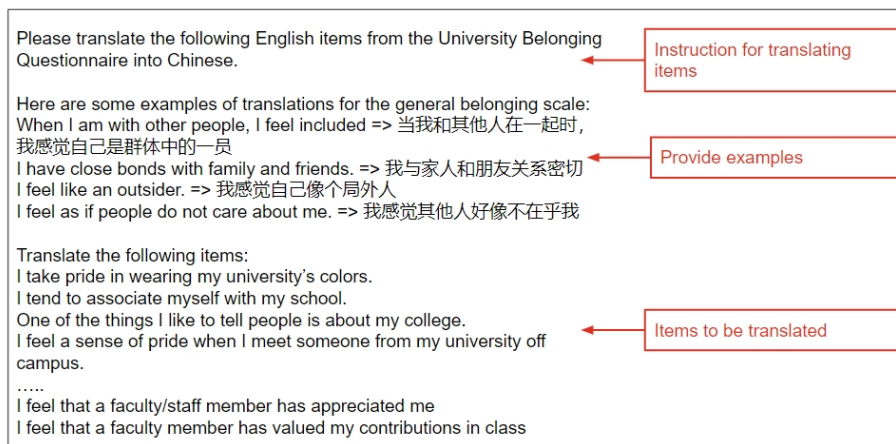 Please translate the following English items from the University Belonging
Questionnaire into Chinese.
Instruction for translating
items
Here are some examples of translations for the general belonging scale:
When I am with other people, I feel included => 当我和其他人在一起时，
我感觉自己是群体中的一员
I have close bonds with family and friends. => 我与家人和朋友关系密切
I feel like an outsider. => 我感觉自己像个局外人
I feel as if people do not care about me. => 我感觉其他人好像不在乎我
Provide examples
Translate the following items:
I take pride in wearing my university’s colors.
I tend to associate myself with my school.
One of the things I like to tell people is about my college.
I feel a sense of pride when I meet someone from my university off
campus.
…..
I feel that a faculty/staff member has appreciated me
I feel that a faculty member has valued my contributions in class
Items to be translated